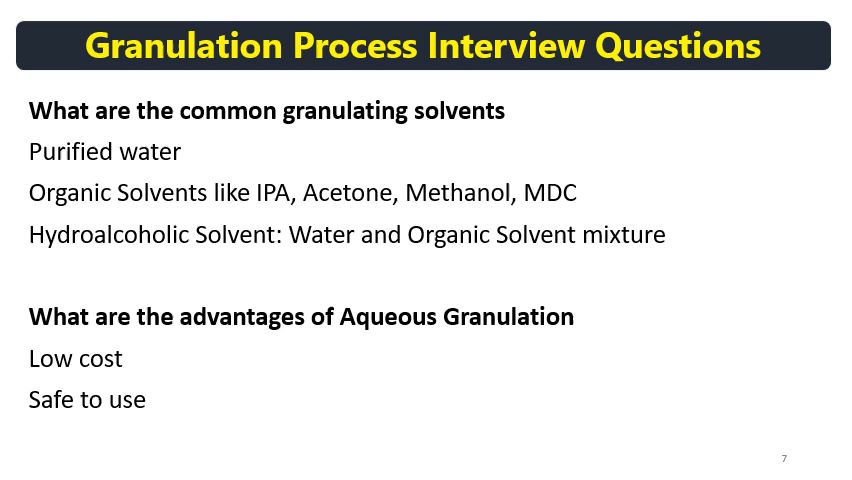 Granulation Process Interview Questions
What are the common granulating solvents
Purified water
Organic Solvents like IPA, Acetone, Methanol, MDC
Hydroalcoholic Solvent: Water and Organic Solvent mixture
What are the advantages of Aqueous Granulation
Low cost
Safe to use
7